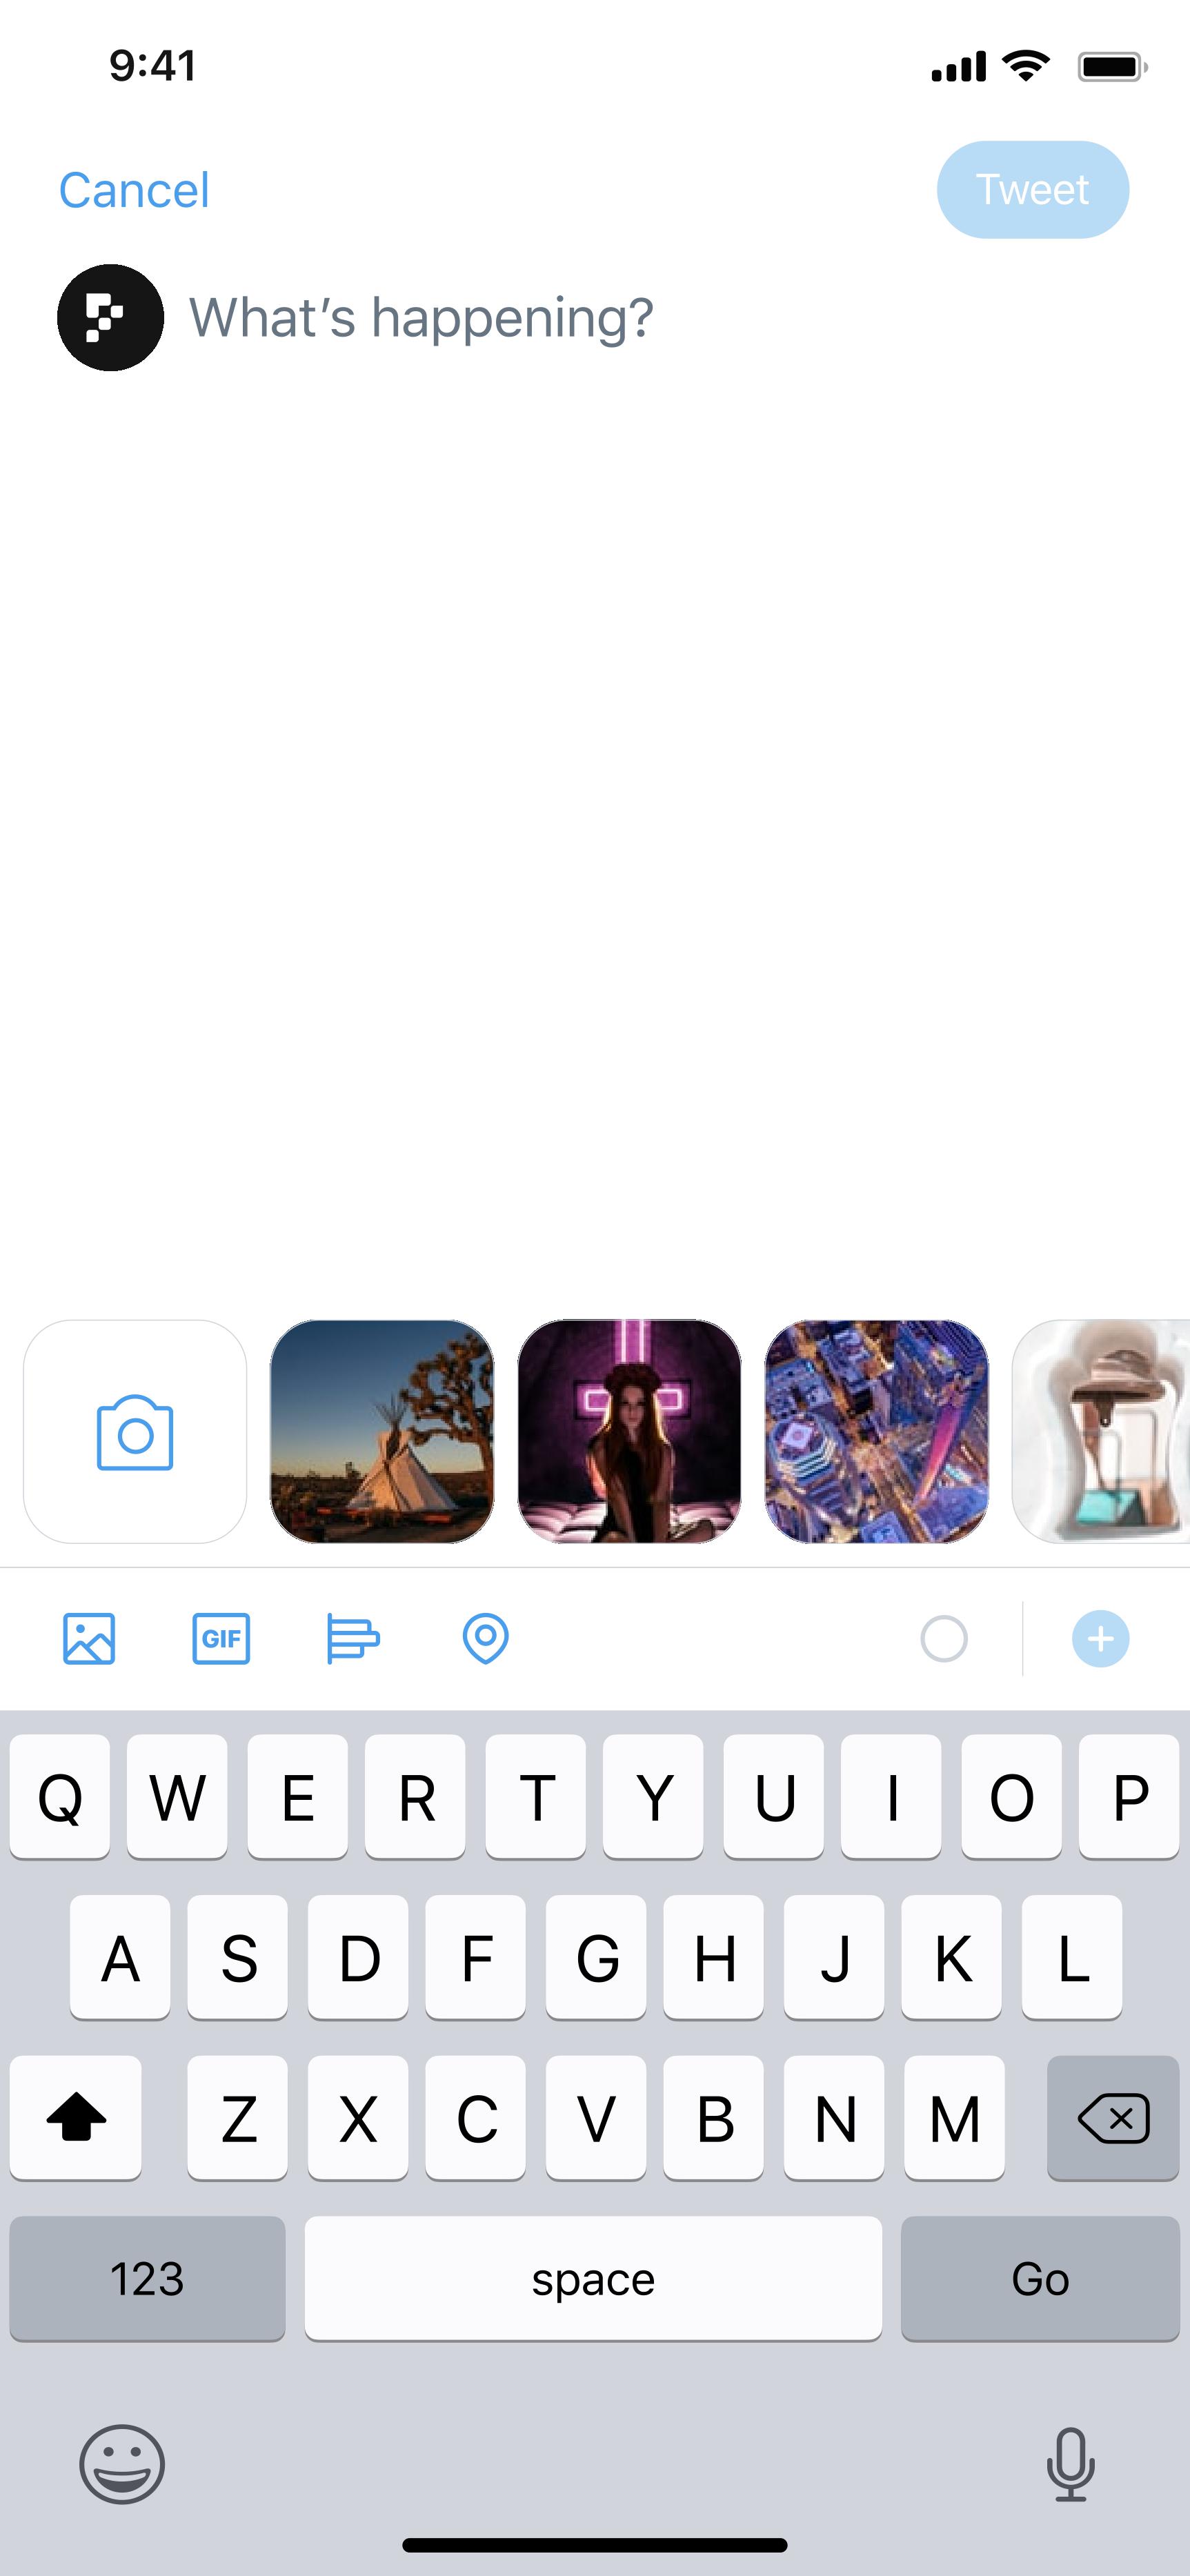 9:41
Cancel
Tweet
What’s happening?
GIF
Q W E R T Y U I O P
A S D F G H J K L
Z X C V B N M
123 space Go